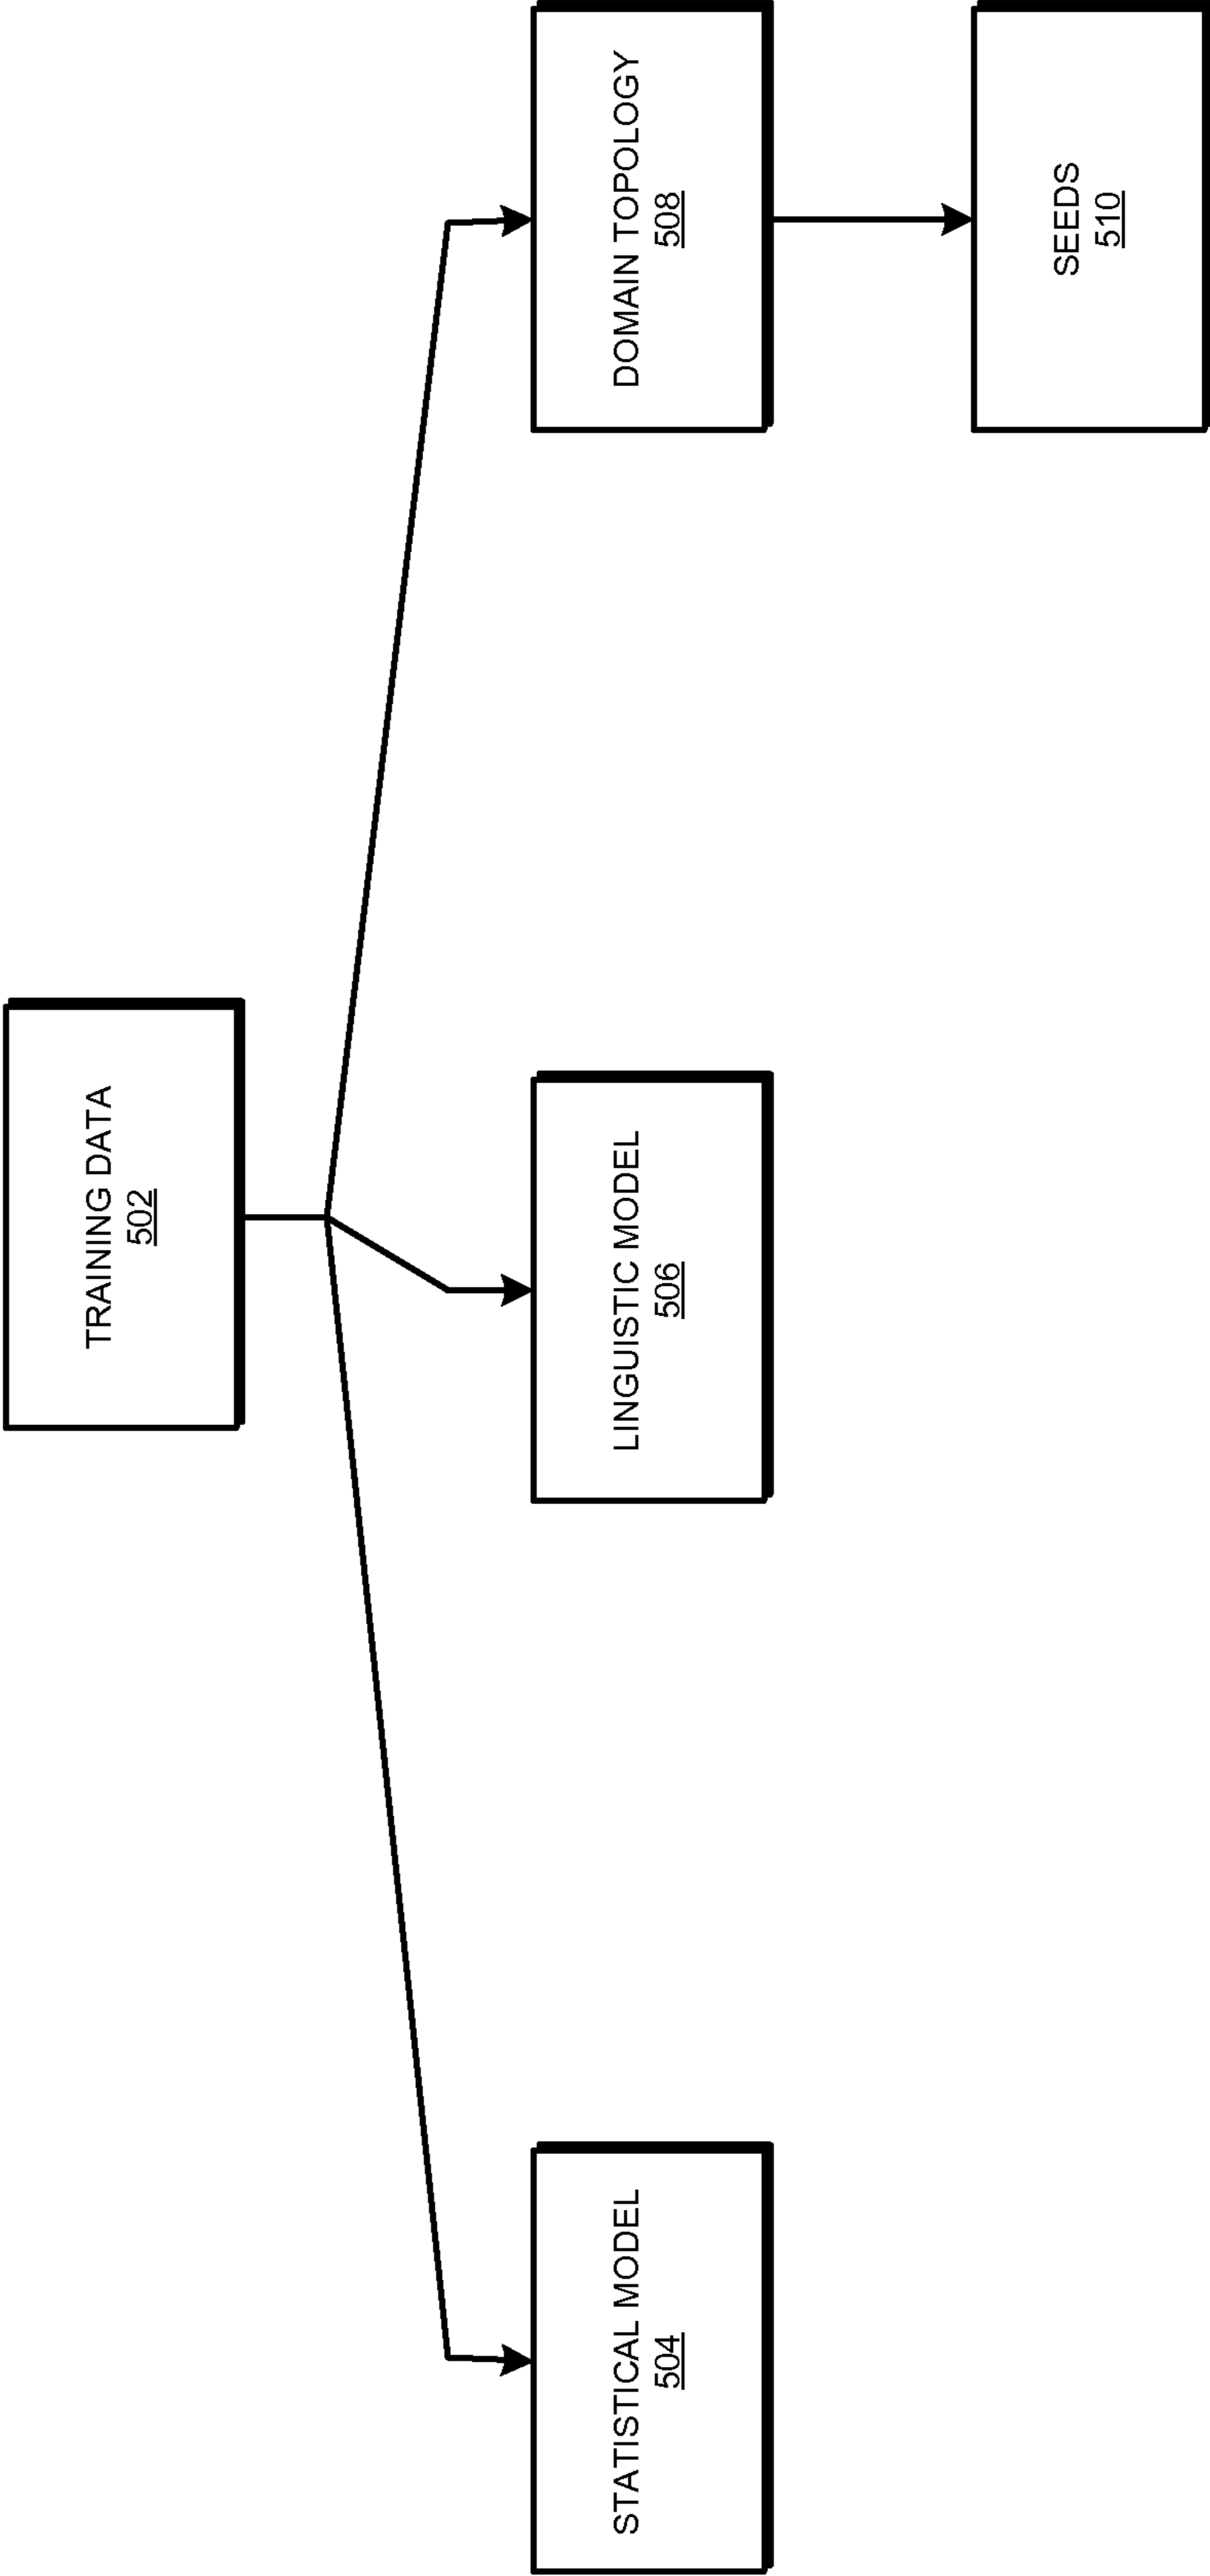 TRAINING DATA
502
STATISTICAL MODEL
504
LINGUISTIC MODEL
506
DOMAIN TOPOLOGY
508
SEEDS
510